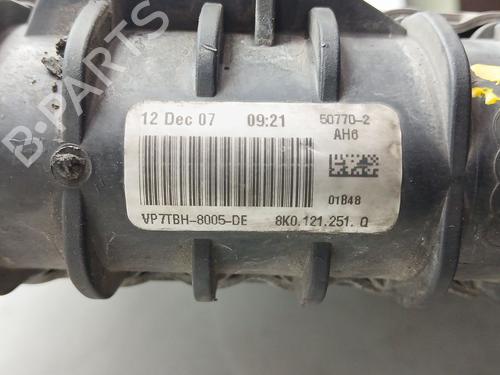 B-PARTS
12 Dec 07 09:21 50770-2
AH6
01848
VP7TBH-8005-DE 8K0.121.251. Q